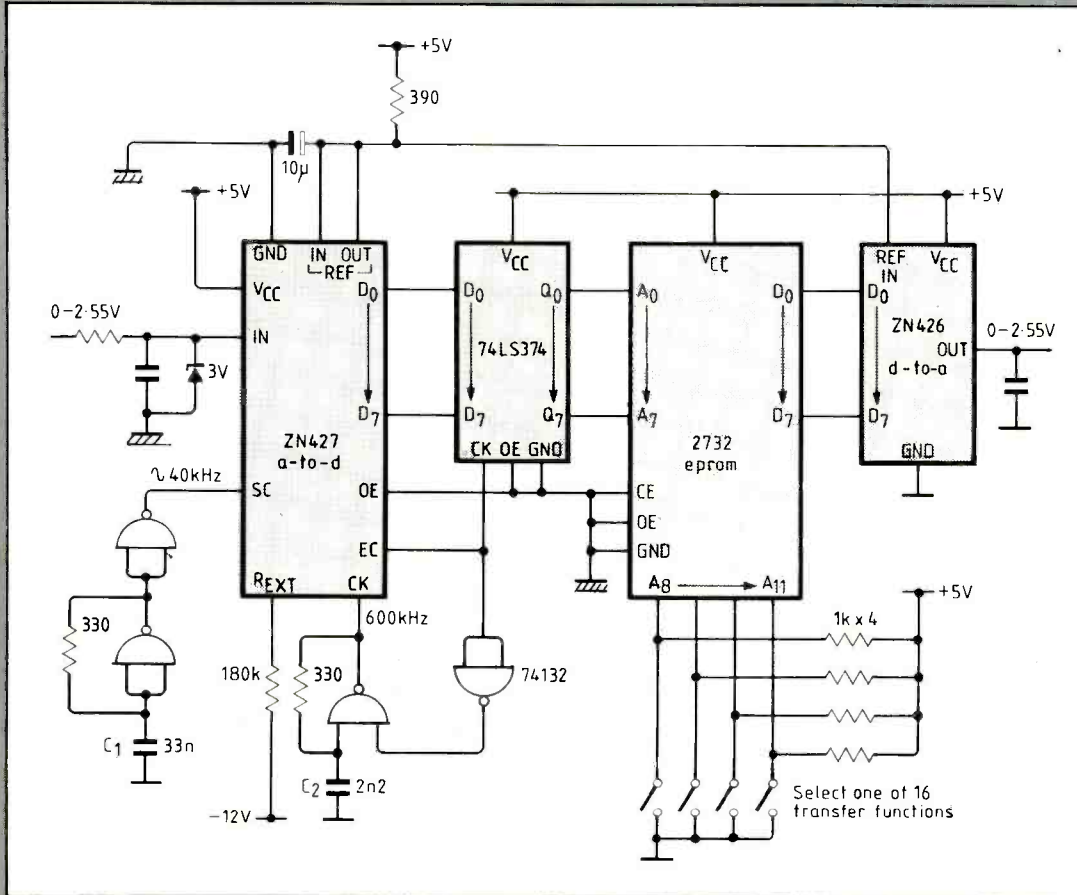 +5V
390
10µ
+5V
+5V
GND IN OUT
REF
VCC
D0
0-2·55V
IN
3V
D7
ZN427
a-to-d
∿40kHz
SC
OE
EC
REXT CK
VCC
D0 Q0
74LS374
D7 Q7
CK OE GND
VCC
A0 D0
A7 D7
2732
eprom
CE
OE
GND
A8 A11
REF IN VCC
D0
ZN426
OUT
d-to-a
D7
GND
0-2·55V
330
C1 33n
180k
-12V
600kHz
330
C2 2n2
74132
+5V
1k x 4
Select one of 16
transfer functions